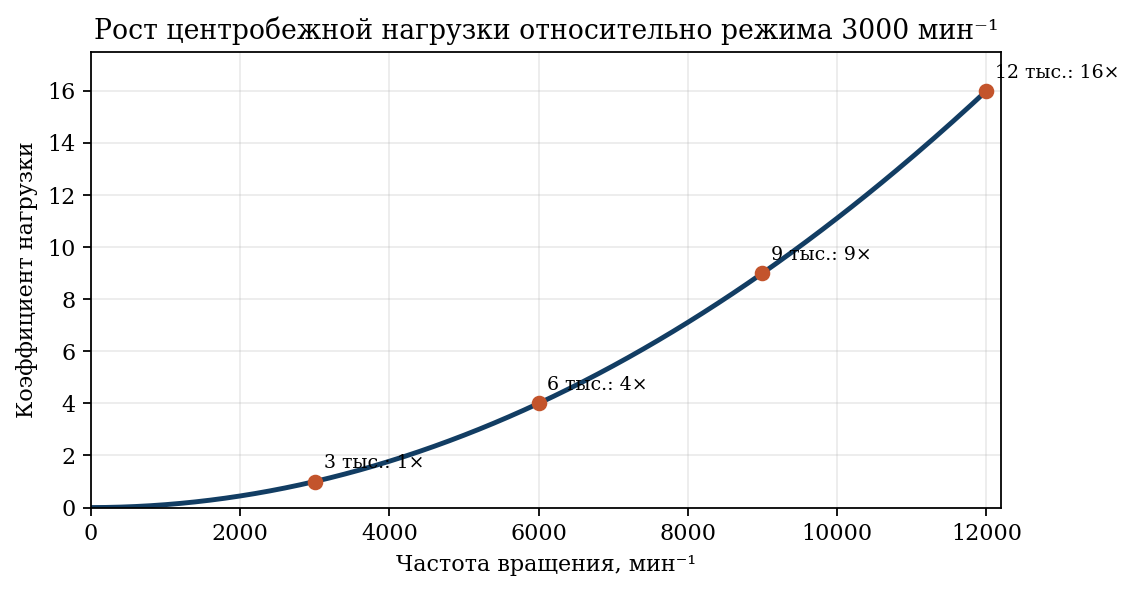 Рост центробежной нагрузки относительно режима 3000 мин⁻¹
Коэффициент нагрузки
16
14
12
10
8
6
4
2
0
12 тыс.: 16×
9 тыс.: 9×
6 тыс.: 4×
3 тыс.: 1×
0 2000 4000 6000 8000 10000 12000
Частота вращения, мин⁻¹